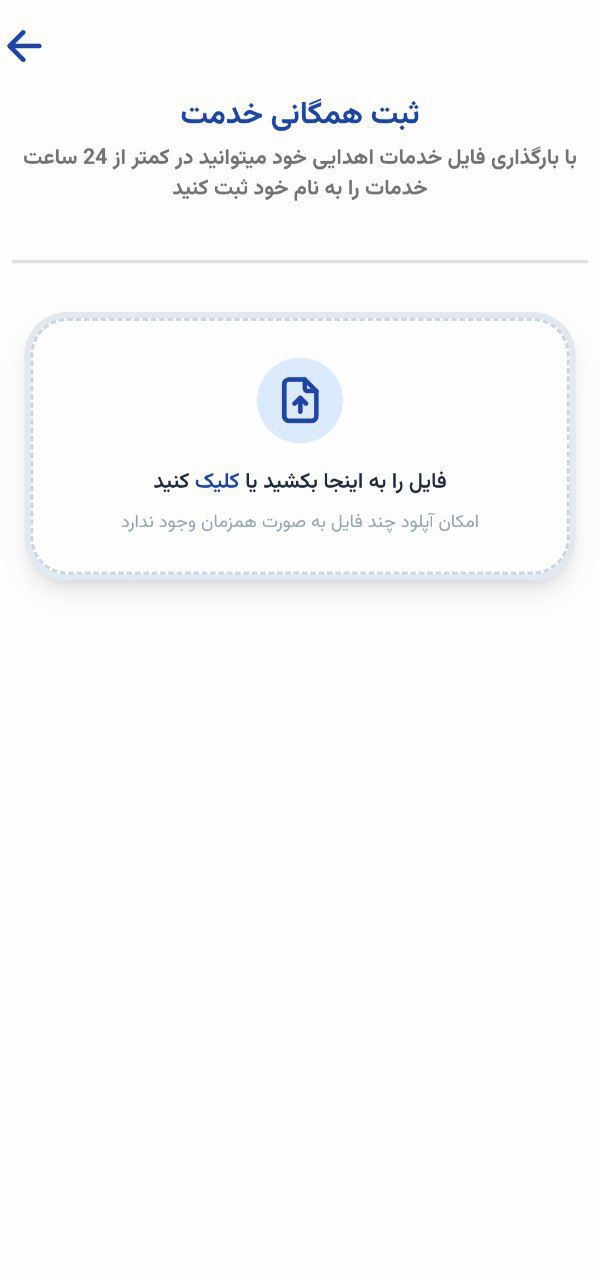 ثبت همگانی خدمت
با بارگذاری فایل خدمات اهدایی خود میتوانید در کمتر از 24 ساعت
خدمات را به نام خود ثبت کنید
فایل را به اینجا بکشید یا کلیک کنید
امکان آپلود چند فایل به صورت همزمان وجود ندارد